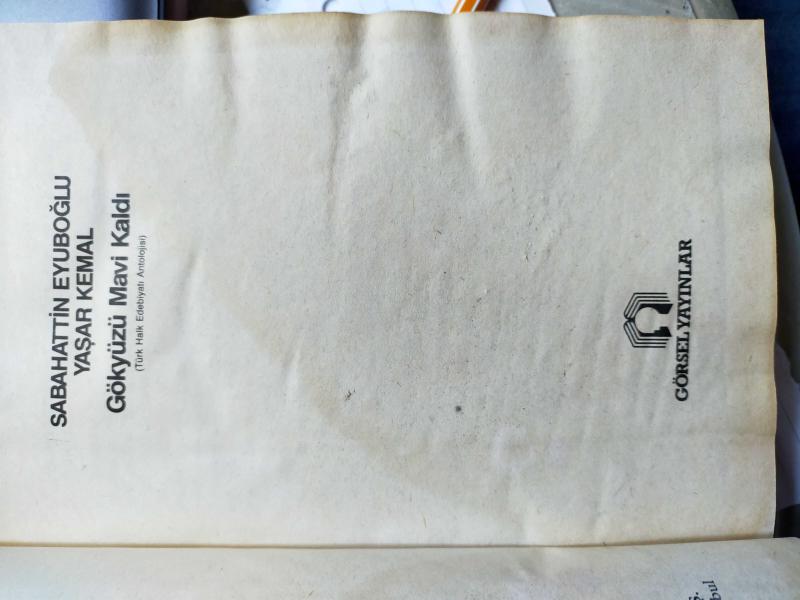 SABAHATTİN EYUBOĞLU
YAŞAR KEMAL
Gökyüzü Mavi Kaldı
(Türk Halk Edebiyatı Antolojisi)
GÖRSEL YAYINLAR